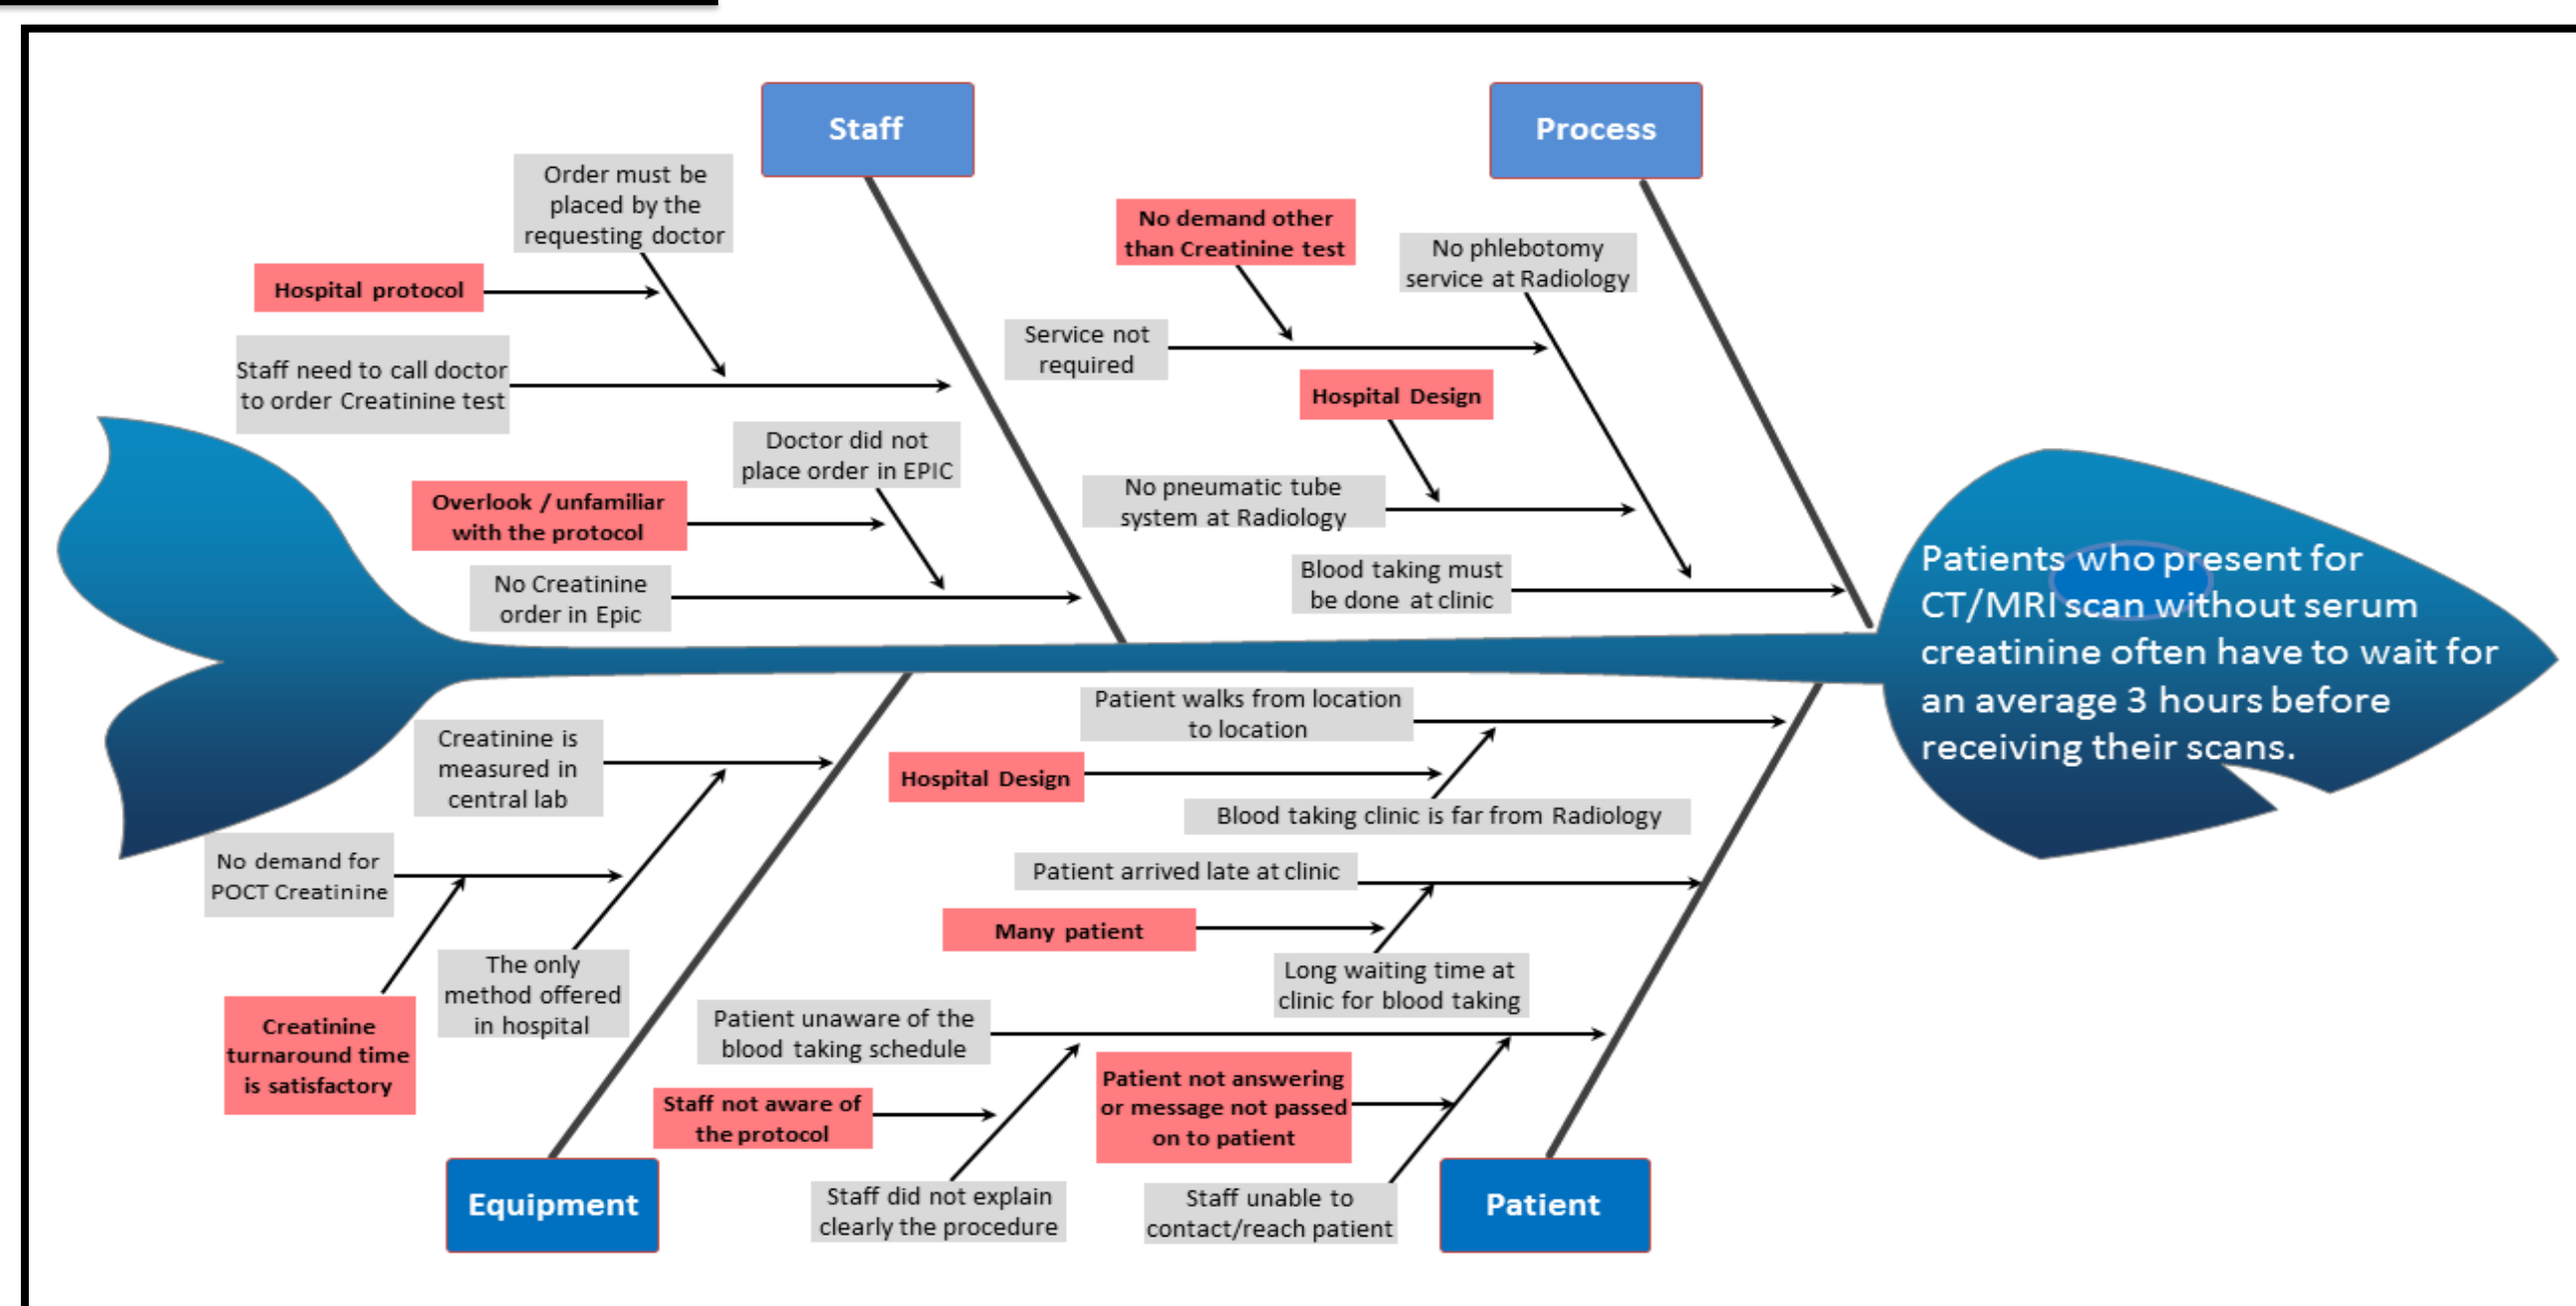 Staff
Process
Order must be
placed by the
requesting doctor
Hospital protocol
Staff need to call doctor
to order Creatinine test
Doctor did not
place order in EPIC
Overlook / unfamiliar
with the protocol
No Creatinine
order in Epic
No demand other
than Creatinine test
No phlebotomy
service at Radiology
Service not
required
Hospital Design
No pneumatic tube
system at Radiology
Blood taking must
be done at clinic
Patients who present for
CT/MRI scan without serum
creatinine often have to wait for
an average 3 hours before
receiving their scans.
Creatinine is
measured in
central lab
No demand for
POCT Creatinine
Creatinine
turnaround time
is satisfactory
The only
method offered
in hospital
Equipment
Patient walks from location
to location
Hospital Design
Blood taking clinic is far from Radiology
Patient arrived late at clinic
Many patient
Long waiting time at
clinic for blood taking
Patient unaware of the
blood taking schedule
Staff not aware of
the protocol
Patient not answering
or message not passed
on to patient
Staff did not explain
clearly the procedure
Staff unable to
contact/reach patient
Patient